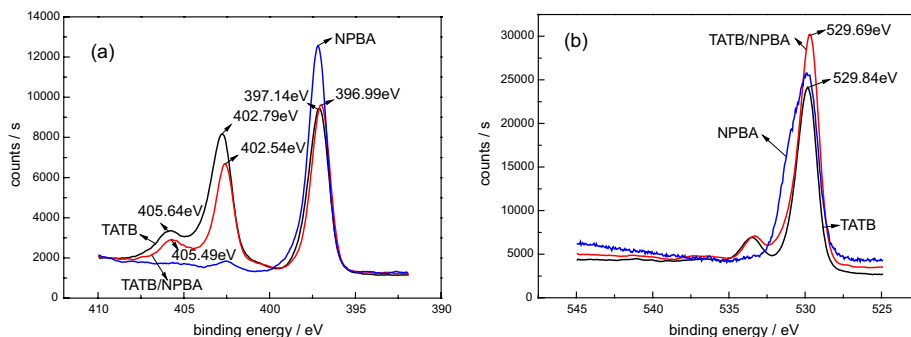 (a)
NPBA
397.14eV
396.99eV
402.79eV
402.54eV
405.64eV
TATB
405.49eV
TATB/NPBA
14000
12000
10000
8000
6000
4000
2000
0
counts / s
410
405
400
395
390
binding energy / eV
(b)
529.69eV
TATB/NPBA
529.84eV
NPBA
TATB
30000
25000
20000
15000
10000
5000
0
counts / s
545
540
535
530
525
binding energy / eV